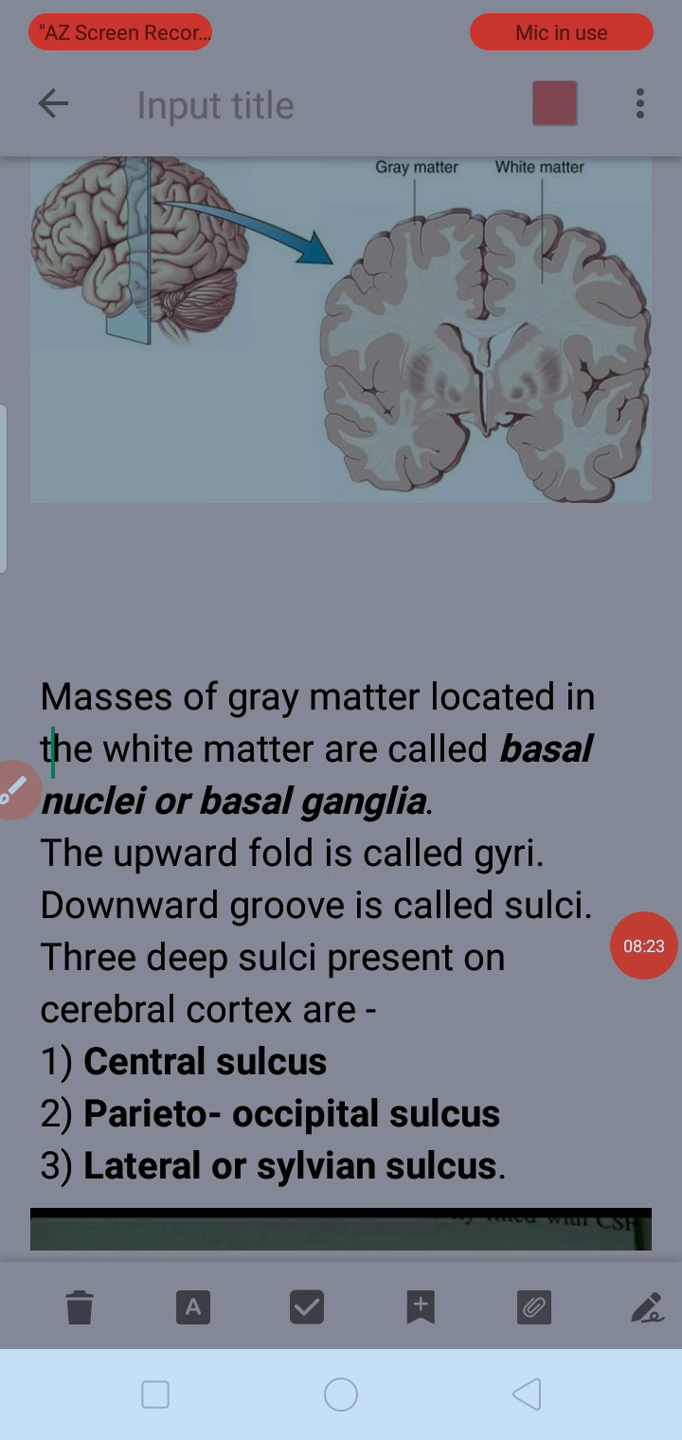 "AZ Screen Recor...
Mic in use
Input title
Gray matter
White matter
Masses of gray matter located in
the white matter are called basal
nuclei or basal ganglia.
The upward fold is called gyri.
Downward groove is called sulci.
Three deep sulci present on
08:23
cerebral cortex are -
1) Central sulcus
2) Parieto- occipital sulcus
3) Lateral or sylvian sulcus.
filled with CSF
A